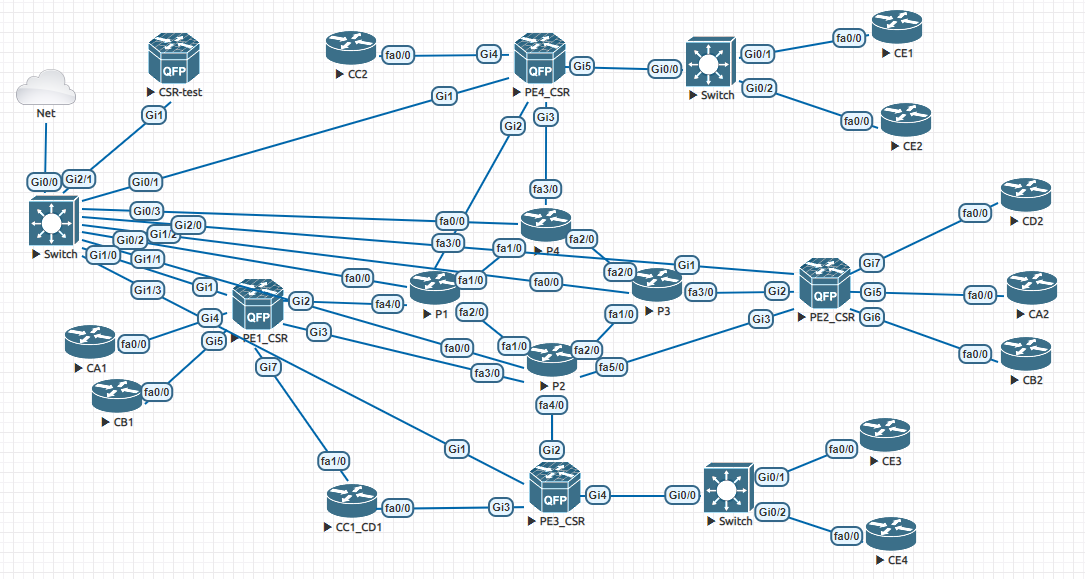 CE1
fa0/0
Gi0/1
CC2
fa0/0
Gi4
QFP
PE4_CSR
Gi5
Gi0/0
Switch
Gi0/2
QFP
CSR-test
Net
Gi1
Gi1
Gi2
Gi3
fa0/0
CE2
Gi0/0
Gi2/1
Gi0/1
fa3/0
Gi0/3
Gi2/0
fa0/0
P4
fa2/0
fa0/0
CD2
Switch
Gi0/2
Gi1/2
fa3/0
fa1/0
Gi1/0
Gi1/1
Gi1
fa2/0
Gi7
Gi1/3
Gi1
fa0/0
fa1/0
fa0/0
P3
fa3/0
Gi2
QFP
PE2_CSR
Gi5
fa0/0
CA2
QFP
PE1_CSR
Gi2
fa4/0
P1
fa2/0
fa1/0
Gi3
Gi6
Gi4
Gi3
fa0/0
CA1
Gi5
fa0/0
fa1/0
fa2/0
fa0/0
CB2
Gi7
fa3/0
P2
fa5/0
fa0/0
CB1
fa4/0
Gi2
Gi1
fa1/0
fa0/0
CE3
QFP
PE3_CSR
Gi4
Gi0/0
Switch
Gi0/1
Gi0/2
CC1_CD1
fa0/0
Gi3
fa0/0
CE4